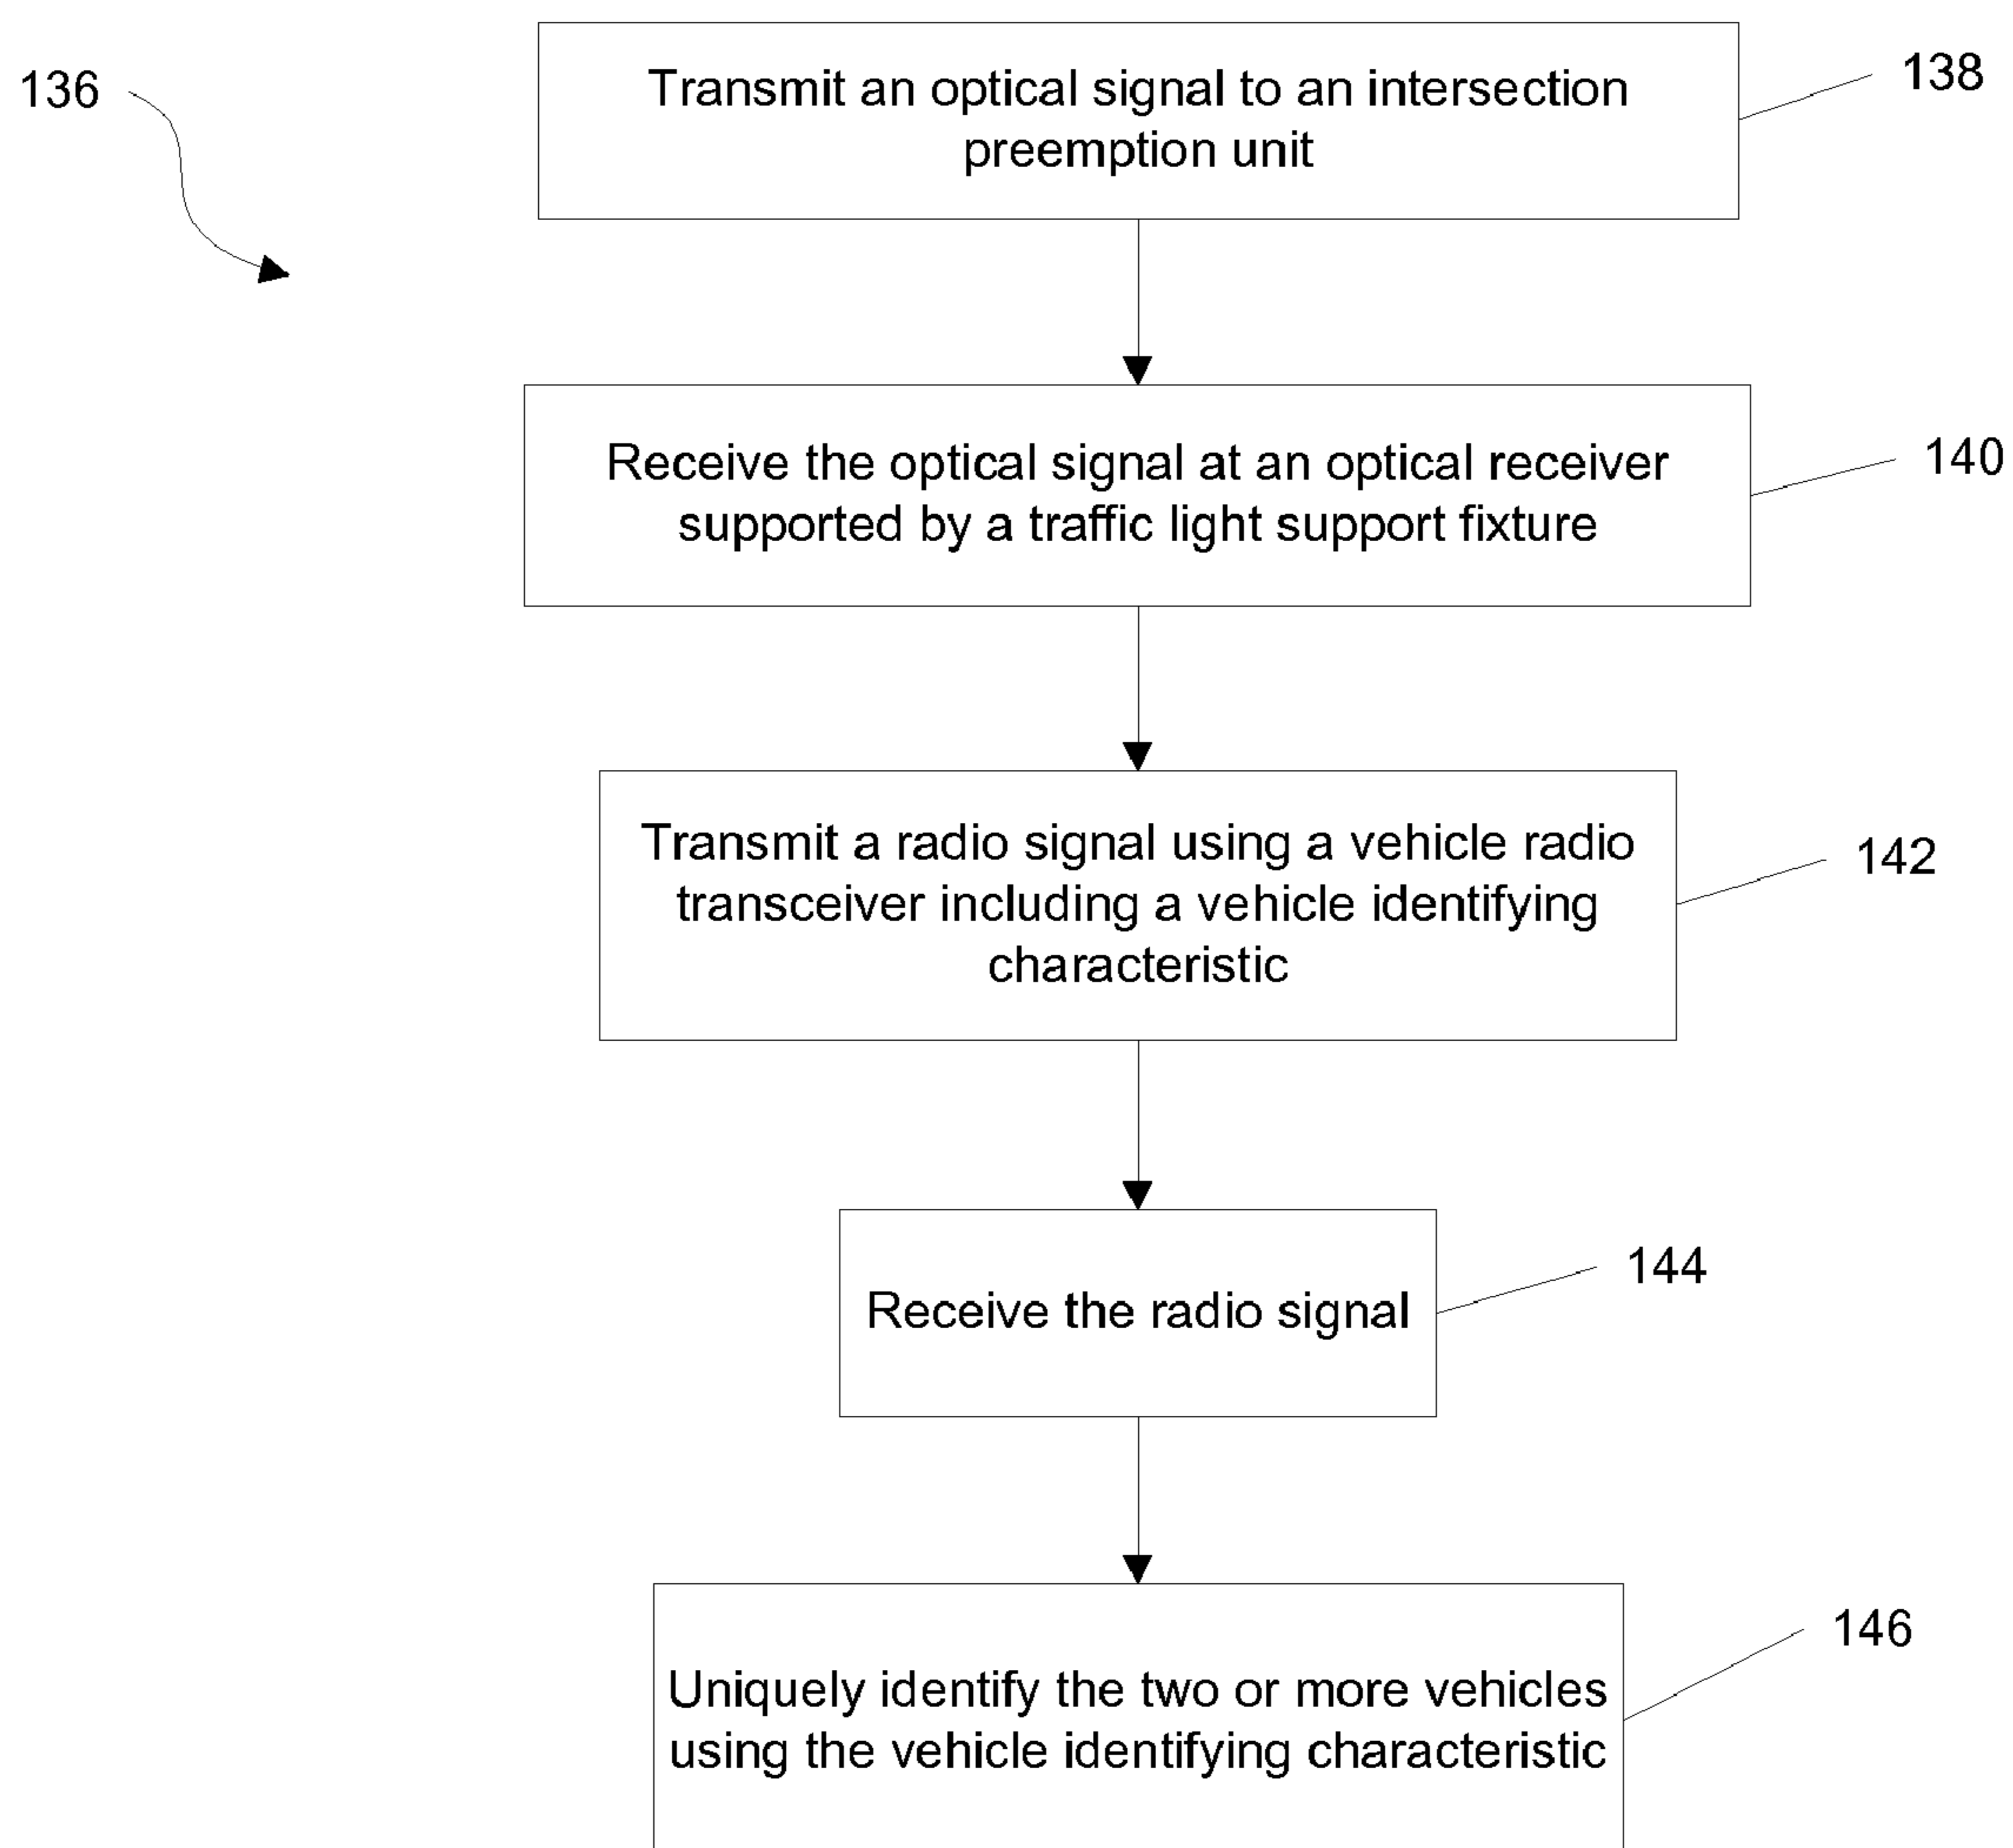 136
138
Transmit an optical signal to an intersection
preemption unit
140
Receive the optical signal at an optical receiver
supported by a traffic light support fixture
142
Transmit a radio signal using a vehicle radio
transceiver including a vehicle identifying
characteristic
144
Receive the radio signal
146
Uniquely identify the two or more vehicles
using the vehicle identifying characteristic